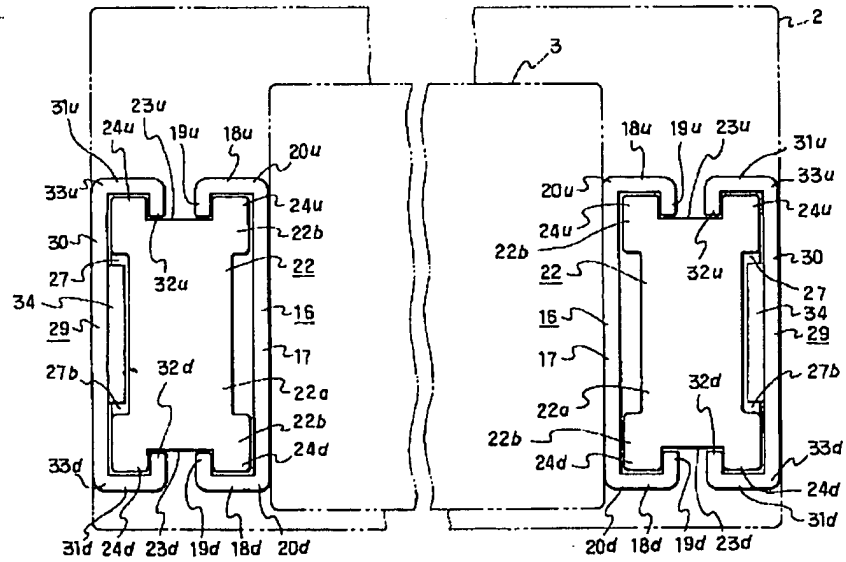 2
3
23u
31u 19u 18u
24u 20u
33u
24u
30 22b
27 32u 22
34 16
29 17
32d
27b 22a
22b
24d
33d
31d 24d 23d 19d 18d 20d
18u 19u 23u
31u
20u 33u
24u 24u
22b 30
32u
22 27
34
16 29
17
32d 27b
22a
22b
24d 33d
24d
31d
20d 18d 19d 23d